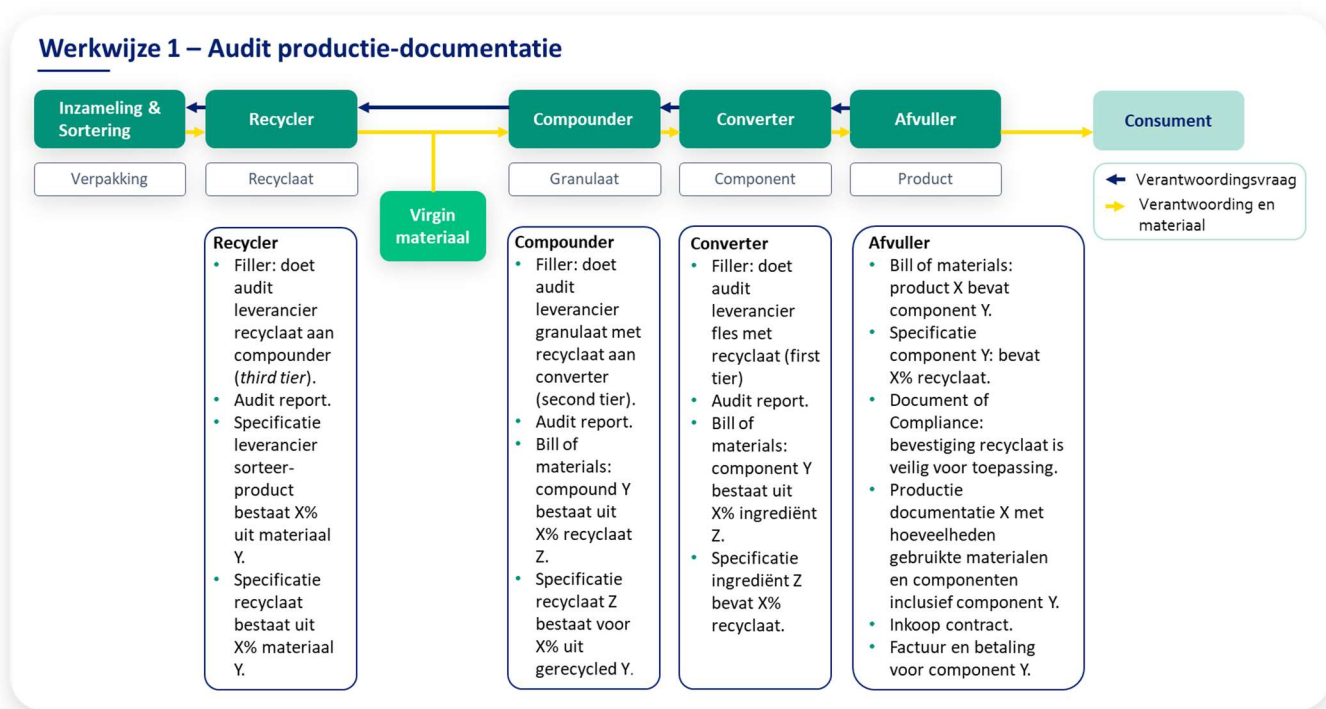 Werkwijze 1 – Audit productie-documentatie
Inzameling &
Sortering
Recycler
Compounder
Converter
Afvuller
Consument
Verpakking
Recyclaat
Granulaat
Component
Product
Virgin
materiaal
Verantwoordingsvraag
Verantwoording en
materiaal
Recycler
• Filler: doet
audit
leverancier
recyclaat aan
compounder
(third tier).
• Audit report.
• Specificatie
leverancier
sorteer-
product
bestaat X%
uit materiaal
Y.
• Specificatie
recyclaat
bestaat uit
X% materiaal
Y.
Compounder
• Filler: doet
audit
leverancier
granulaat met
recyclaat aan
converter
(second tier).
• Audit report.
• Bill of
materials:
compound Y
bestaat uit
X% recyclaat
Z.
• Specificatie
recyclaat Z
bestaat voor
X% uit
gerecycled Y.
Converter
• Filler: doet
audit
leverancier
fles met
recyclaat (first
tier)
• Audit report.
• Bill of
materials:
component Y
bestaat uit
X% ingrediënt
Z.
• Specificatie
ingrediënt Z
bevat X%
recyclaat.
Afvuller
• Bill of materials:
product X bevat
component Y.
• Specificatie
component Y: bevat
X% recyclaat.
• Document of
Compliance:
bevestiging recyclaat is
veilig voor toepassing.
• Productie
documentatie X met
hoeveelheden
gebruikte materialen
en componenten
inclusief component Y.
• Inkoop contract.
• Factuur en betaling
voor component Y.